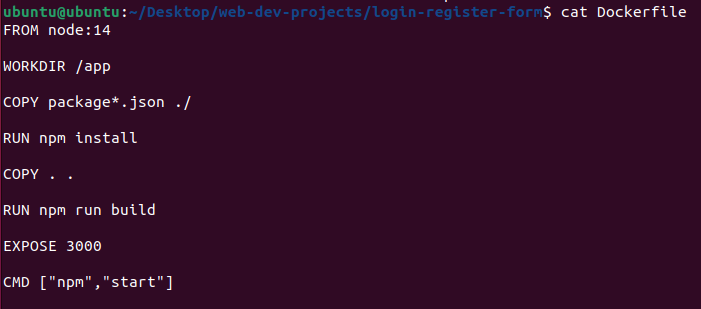 ubuntu@ubuntu:~/Desktop/web-dev-projects/login-register-form$ cat Dockerfile
FROM node:14
WORKDIR /app
COPY package*.json ./
RUN npm install
COPY . .
RUN npm run build
EXPOSE 3000
CMD ["npm","start"]